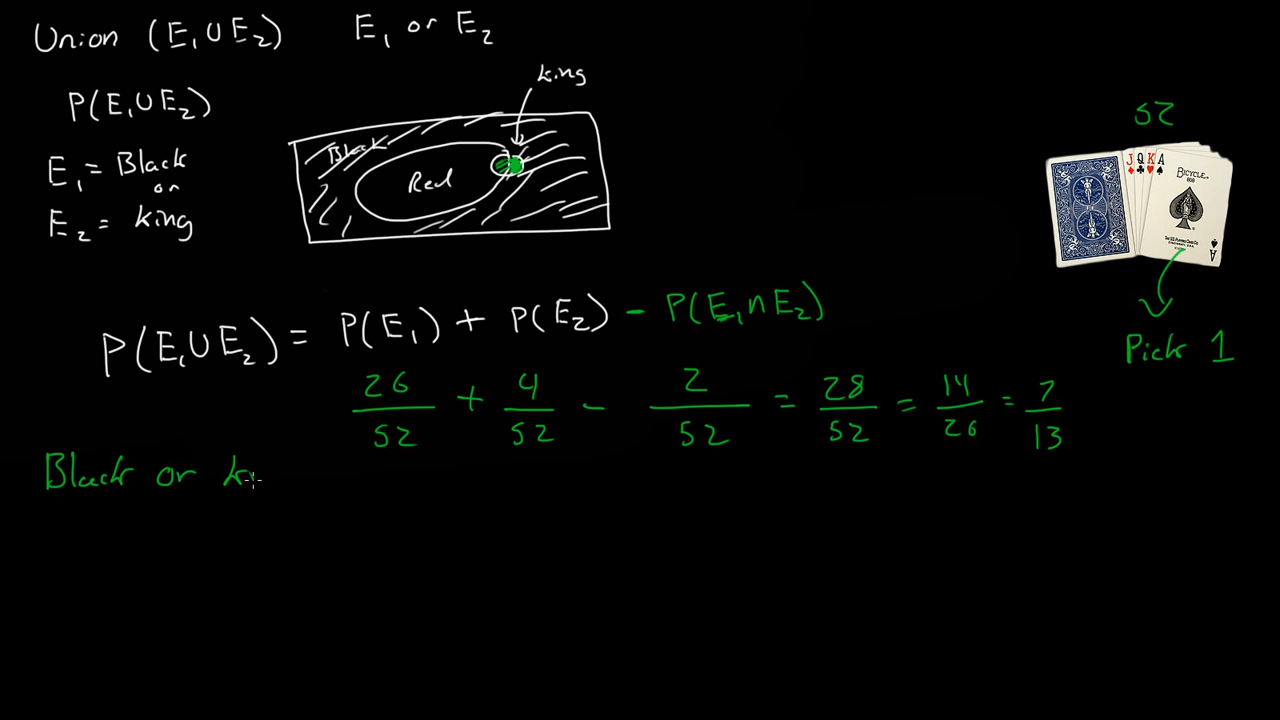 Union (E₁∪E₂) E₁ or E₂
P(E₁∪E₂)
E₁ = Black
or
E₂ = king
king
Black
Red
52
J Q K A
BICYCLE
A
Pick 1
P(E₁∪E₂) = P(E₁) + P(E₂) - P(E₁∩E₂)
26/52 + 4/52 - 2/52 = 28/52 = 14/26 = 7/13
Black or